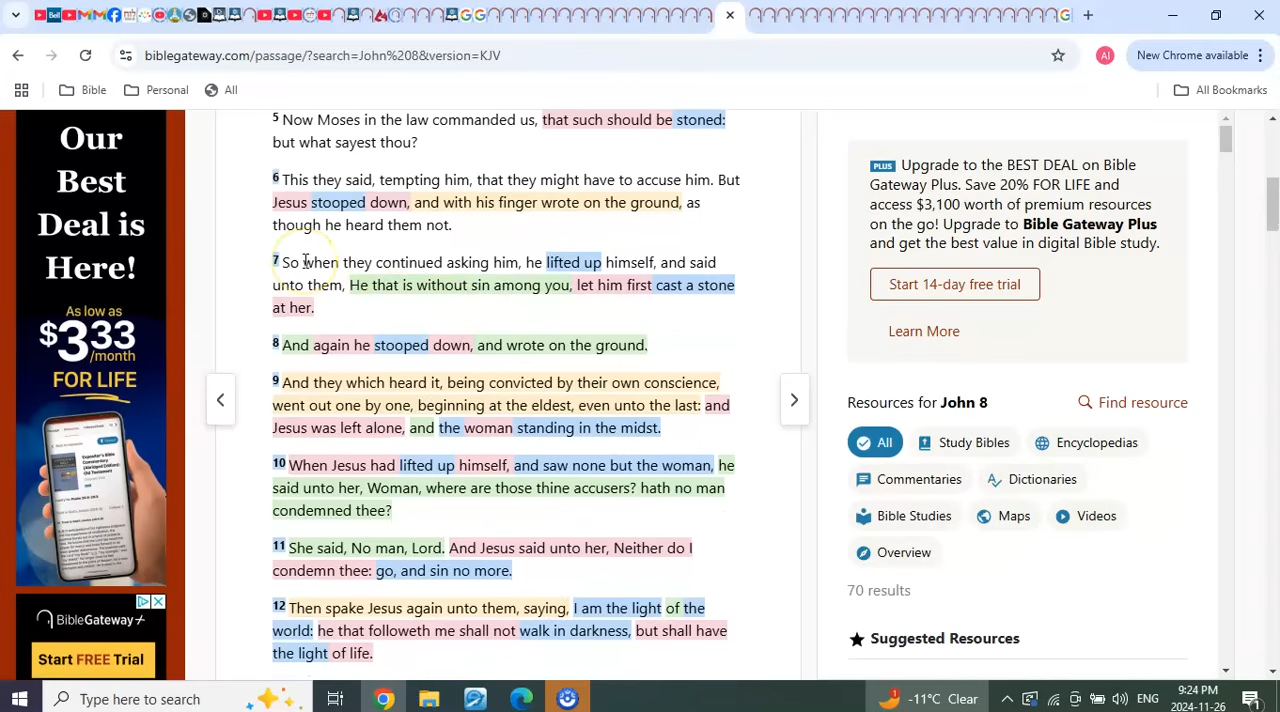 biblegateway.com/passage/?search=John%208&version=KJV
New Chrome available
Bible
Personal
All
All Bookmarks
Our
Best
Deal is
Here!
As low as
$3.33
/month
FOR LIFE
BIBLEGATEWAY+
Start FREE Trial
5 Now Moses in the law commanded us, that such should be stoned:
but what sayest thou?
6 This they said, tempting him, that they might have to accuse him. But
Jesus stooped down, and with his finger wrote on the ground, as
though he heard them not.
7 So when they continued asking him, he lifted up himself, and said
unto them, He that is without sin among you, let him first cast a stone
at her.
8 And again he stooped down, and wrote on the ground.
9 And they which heard it, being convicted by their own conscience,
went out one by one, beginning at the eldest, even unto the last: and
Jesus was left alone, and the woman standing in the midst.
10 When Jesus had lifted up himself, and saw none but the woman, he
said unto her, Woman, where are those thine accusers? hath no man
condemned thee?
11 She said, No man, Lord. And Jesus said unto her, Neither do I
condemn thee: go, and sin no more.
12 Then spake Jesus again unto them, saying, I am the light of the
world: he that followeth me shall not walk in darkness, but shall have
the light of life.
PLUS Upgrade to the BEST DEAL on Bible
Gateway Plus. Save 20% FOR LIFE and
access $3,100 worth of premium resources
on the go! Upgrade to Bible Gateway Plus
and get the best value in digital Bible study.
Start 14-day free trial
Learn More
Resources for John 8
Find resource
All
Study Bibles
Encyclopedias
Commentaries
Dictionaries
Bible Studies
Maps
Videos
Overview
70 results
Suggested Resources
Type here to search
-11°C Clear
ENG
9:24 PM
2024-11-26